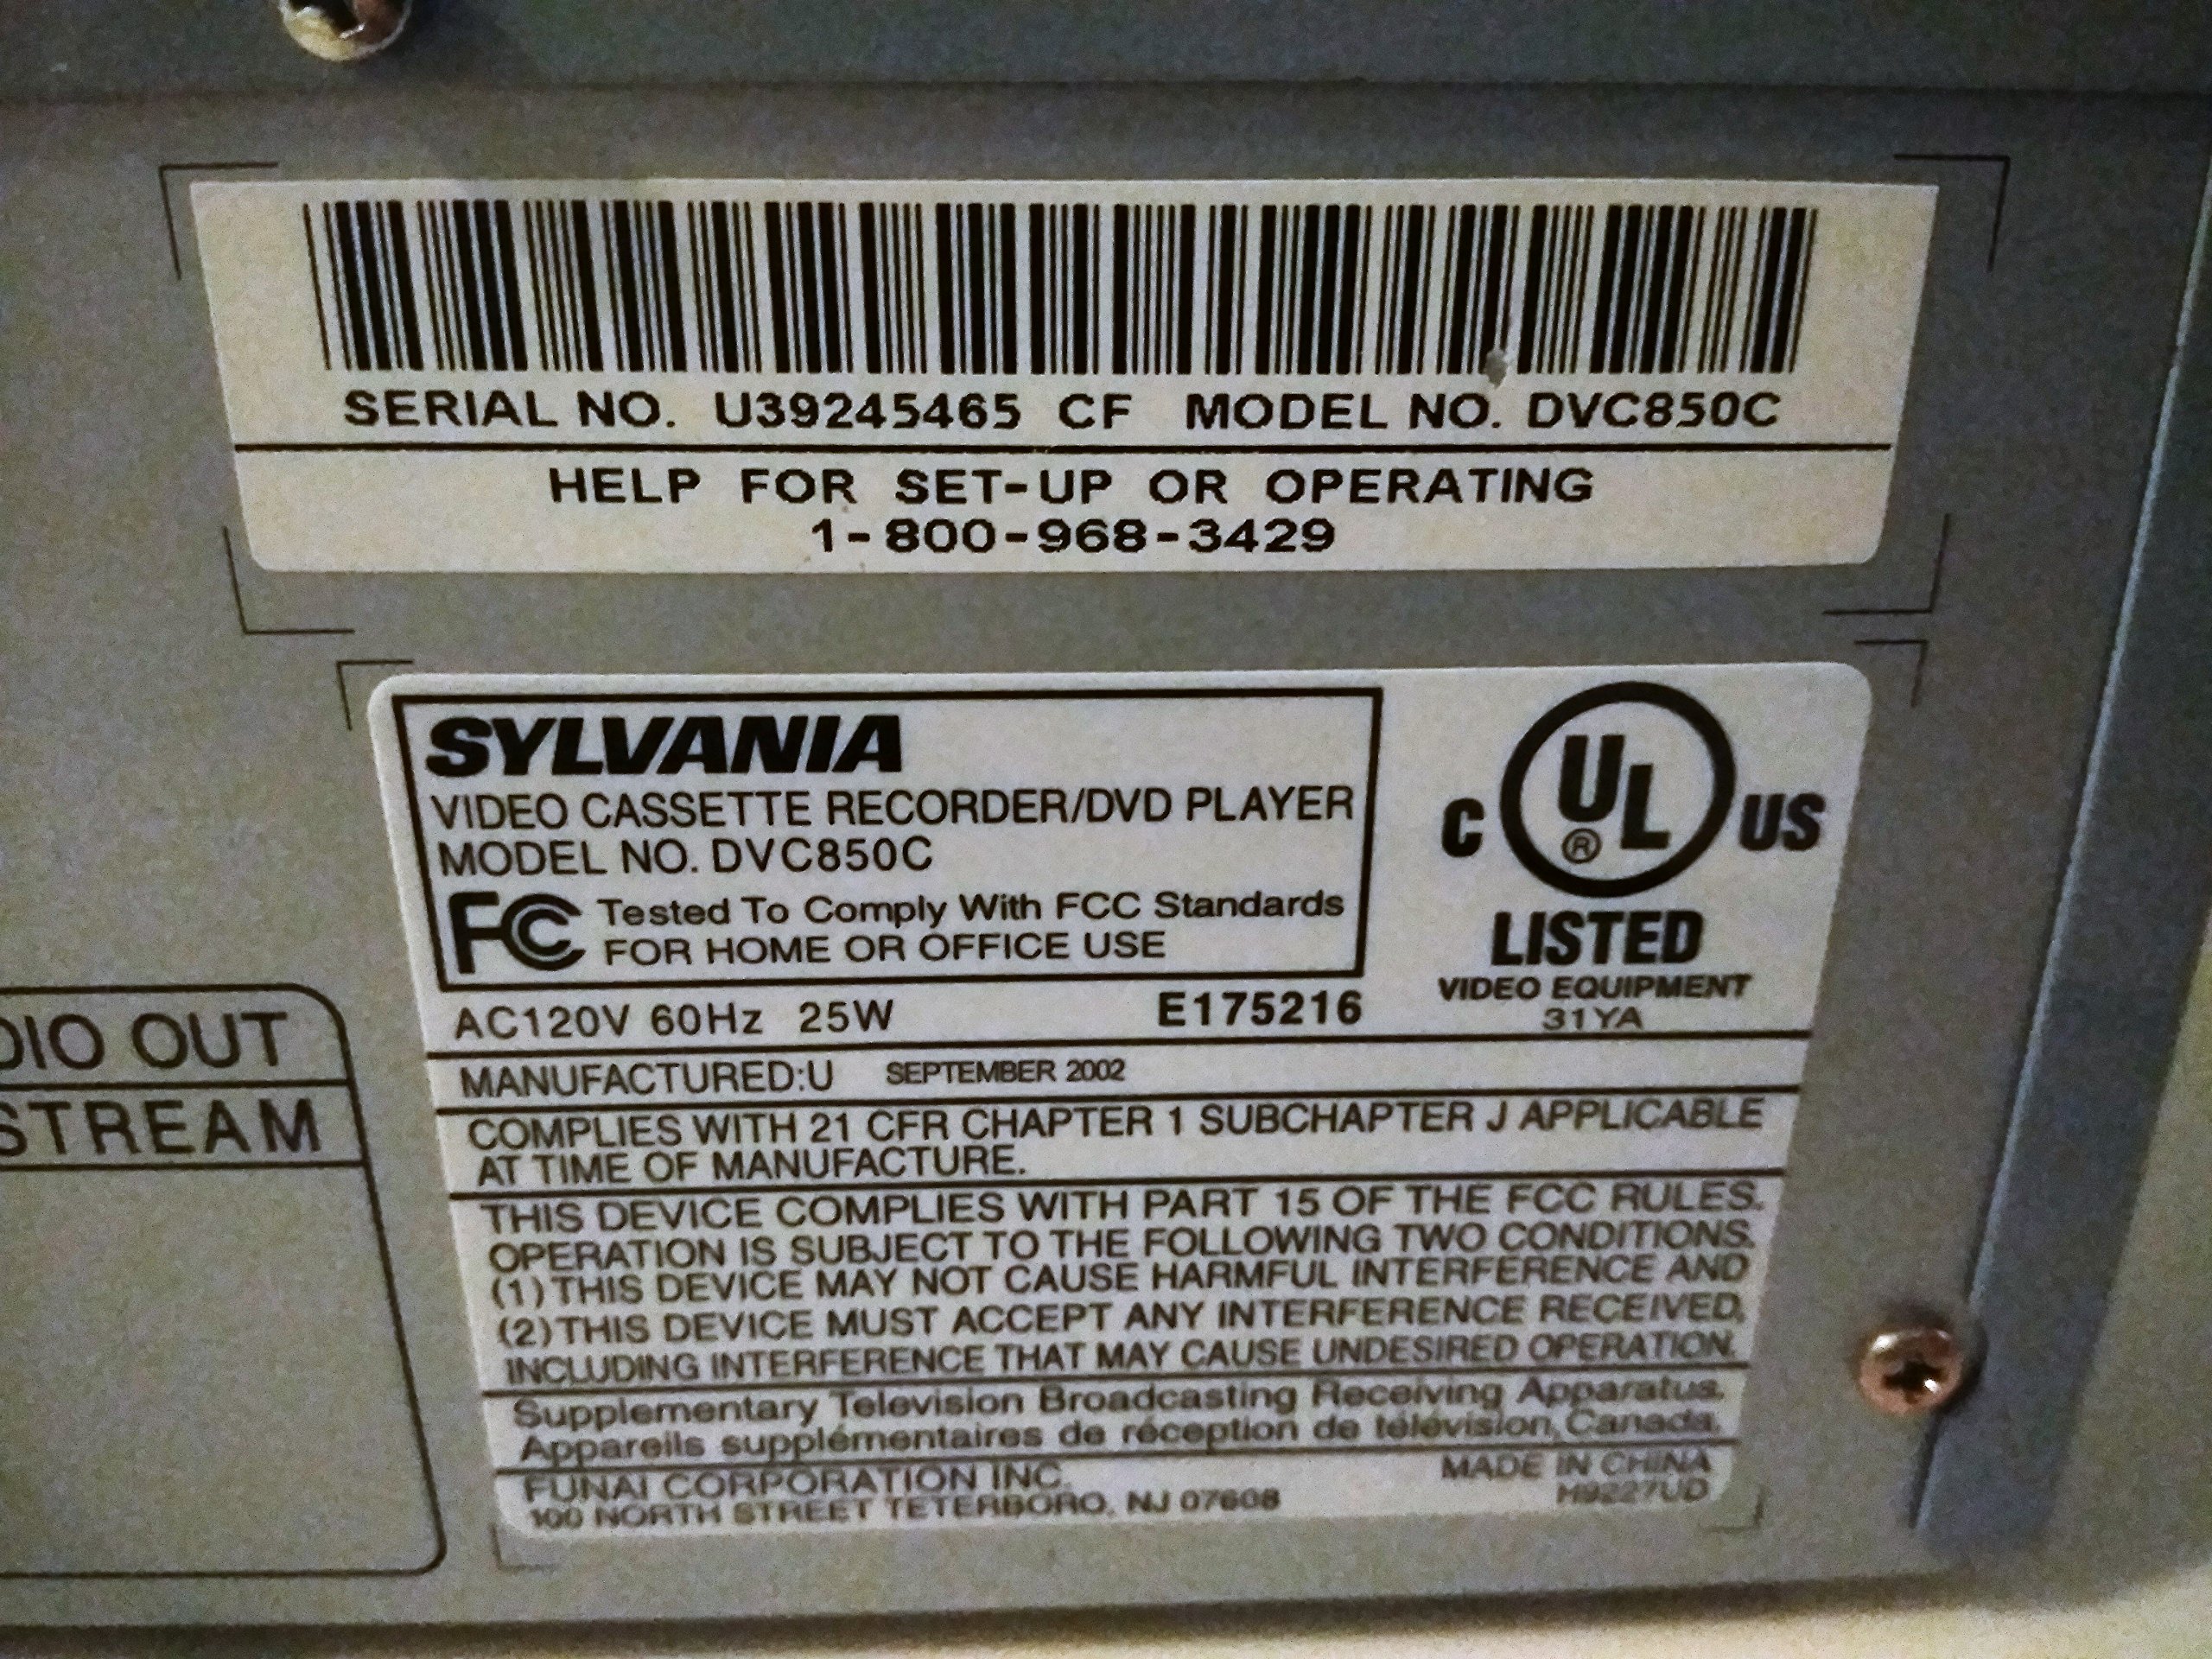 SERIAL NO. U39245465 CF MODEL NO. DVC850C
HELP FOR SET-UP OR OPERATING
1-800-968-3429
SYLVANIA
VIDEO CASSETTE RECORDER/DVD PLAYER
MODEL NO. DVC850C
FC Tested To Comply With FCC Standards
FOR HOME OR OFFICE USE
C UL® US
LISTED
VIDEO EQUIPMENT
31YA
AC120V 60Hz 25W E175216
MANUFACTURED:U SEPTEMBER 2002
COMPLIES WITH 21 CFR CHAPTER 1 SUBCHAPTER J APPLICABLE
AT TIME OF MANUFACTURE.
THIS DEVICE COMPLIES WITH PART 15 OF THE FCC RULES.
OPERATION IS SUBJECT TO THE FOLLOWING TWO CONDITIONS.
(1) THIS DEVICE MAY NOT CAUSE HARMFUL INTERFERENCE AND
(2) THIS DEVICE MUST ACCEPT ANY INTERFERENCE RECEIVED,
INCLUDING INTERFERENCE THAT MAY CAUSE UNDESIRED OPERATION.
Supplementary Television Broadcasting Receiving Apparatus.
Appareils supplémentaires de réception de télévision, Canada.
FUNAI CORPORATION INC.
100 NORTH STREET TETERBORO, NJ 07608
MADE IN CHINA
H9227UD
DIO OUT
STREAM